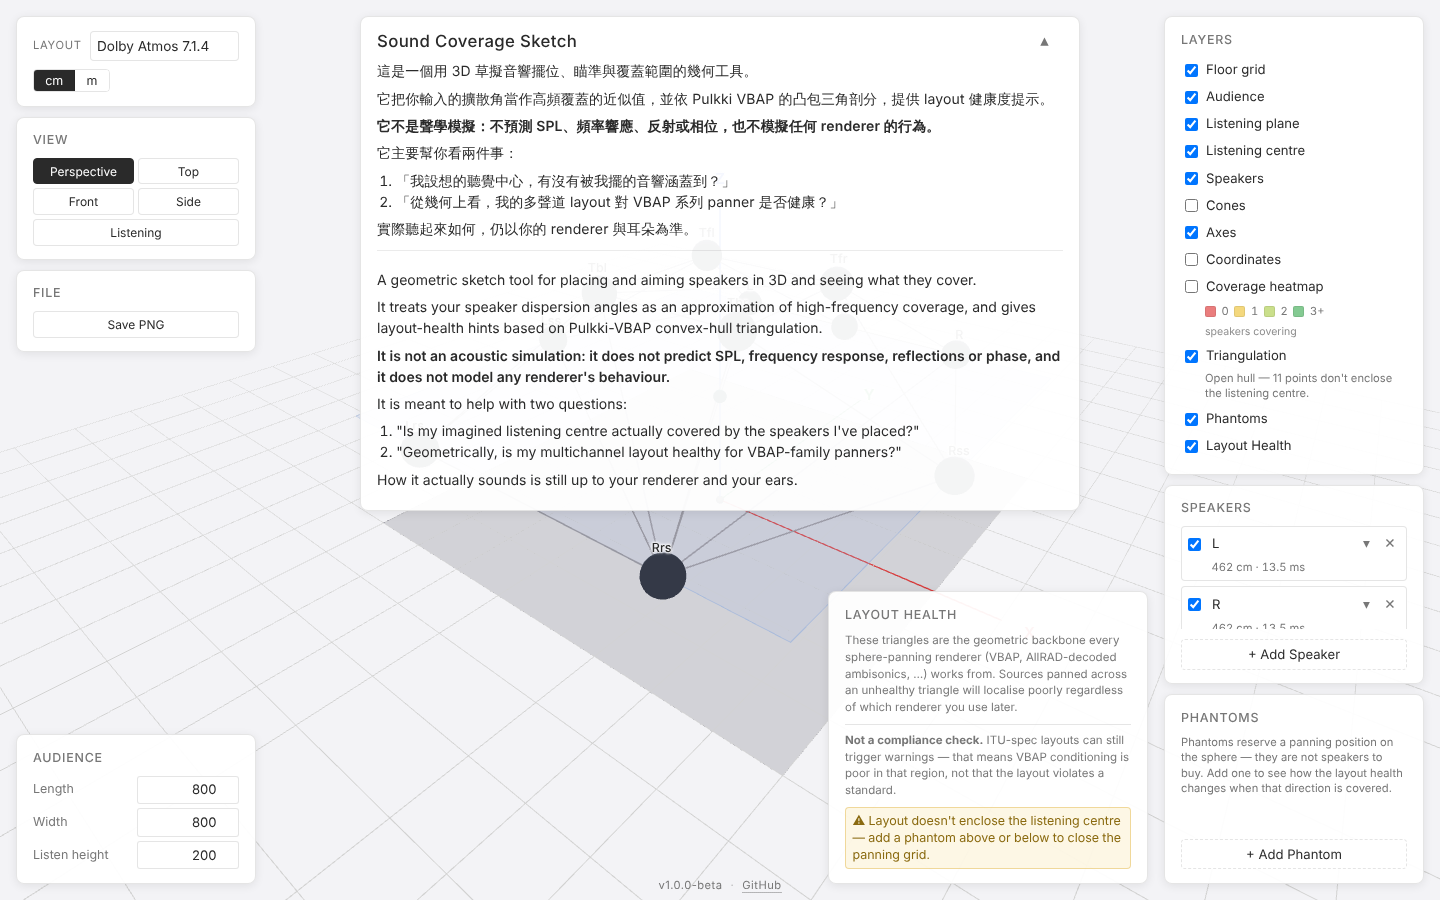 LAYOUT
Dolby Atmos 7.1.4
cm
m
VIEW
Perspective
Top
Front
Side
Listening
FILE
Save PNG
Sound Coverage Sketch
▲
這是一個用 3D 草擬音響擺位、瞄準與覆蓋範圍的幾何工具。
它把你輸入的擴散角當作高頻覆蓋的近似值，並依 Pulkki VBAP 的凸包三角剖分，提供 layout 健康度提示。
它不是聲學模擬：不預測 SPL、頻率響應、反射或相位，也不模擬任何 renderer 的行為。
它主要幫你看兩件事：
1. 「我設想的聽覺中心，有沒有被我擺的音響涵蓋到？」
2. 「從幾何上看，我的多聲道 layout 對 VBAP 系列 panner 是否健康？」
實際聽起來如何，仍以你的 renderer 與耳朵為準。
A geometric sketch tool for placing and aiming speakers in 3D and seeing what they cover.
It treats your speaker dispersion angles as an approximation of high-frequency coverage, and gives
layout-health hints based on Pulkki-VBAP convex-hull triangulation.
It is not an acoustic simulation: it does not predict SPL, frequency response, reflections or phase, and
it does not model any renderer's behaviour.
It is meant to help with two questions:
1. "Is my imagined listening centre actually covered by the speakers I've placed?"
2. "Geometrically, is my multichannel layout healthy for VBAP-family panners?"
How it actually sounds is still up to your renderer and your ears.
Rrs
LAYERS
Floor grid
Audience
Listening plane
Listening centre
Speakers
Cones
Axes
Coordinates
Coverage heatmap
0 1 2 3+
speakers covering
Triangulation
Open hull — 11 points don't enclose
the listening centre.
Phantoms
Layout Health
SPEAKERS
L ▼ ✕
462 cm · 13.5 ms
R ▼ ✕
462 cm · 13.5 ms
+ Add Speaker
PHANTOMS
Phantoms reserve a panning position on
the sphere — they are not speakers to
buy. Add one to see how the layout health
changes when that direction is covered.
+ Add Phantom
LAYOUT HEALTH
These triangles are the geometric backbone every
sphere-panning renderer (VBAP, AllRAD-decoded
ambisonics, …) works from. Sources panned across
an unhealthy triangle will localise poorly regardless
of which renderer you use later.
Not a compliance check. ITU-spec layouts can still
trigger warnings — that means VBAP conditioning is
poor in that region, not that the layout violates a
standard.
⚠ Layout doesn't enclose the listening centre
— add a phantom above or below to close the
panning grid.
AUDIENCE
Length 800
Width 800
Listen height 200
v1.0.0-beta · GitHub